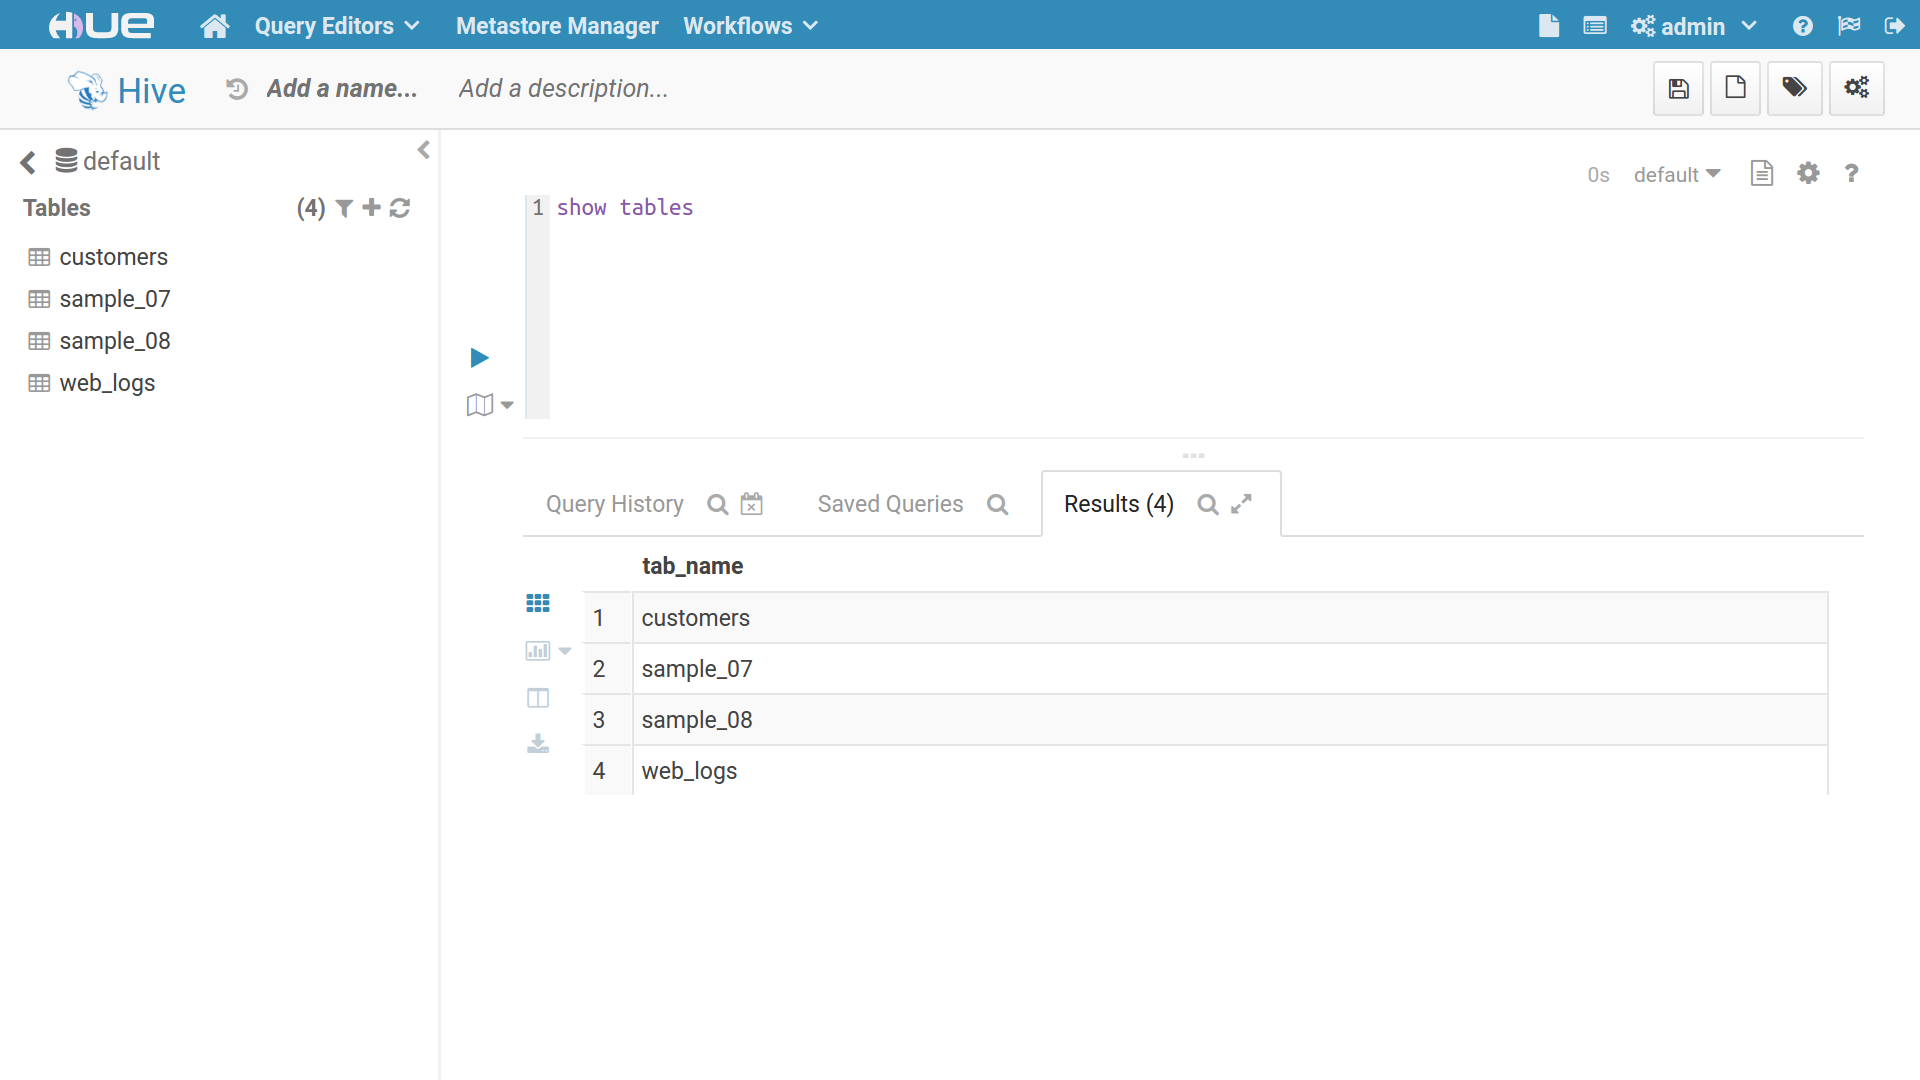 HUE Query Editors Metastore Manager Workflows admin
Hive Add a name... Add a description...
default
Tables (4)
customers
sample_07
sample_08
web_logs
0s default ?
1 show tables
Query History Saved Queries Results (4)
tab_name
1 customers
2 sample_07
3 sample_08
4 web_logs